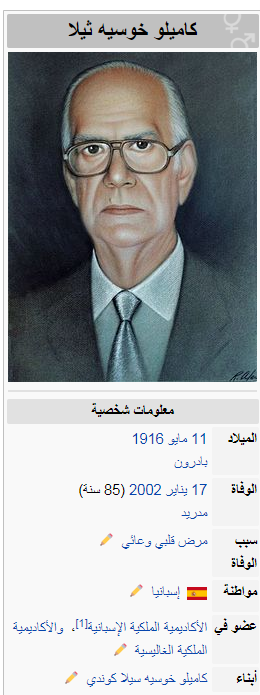 كاميلو خوسيه ثيلا
معلومات شخصية
الميلاد 11 مايو 1916
بادرون
الوفاة 17 يناير 2002 (85 سنة)
مدريد
سبب مرض قلبي وعائي
الوفاة
مواطنة إسبانيا
عضو في الأكاديمية الملكية الإسبانية[1]، والأكاديمية
الملكية الغاليسية
أبناء كاميلو خوسيه سيلا كوندي